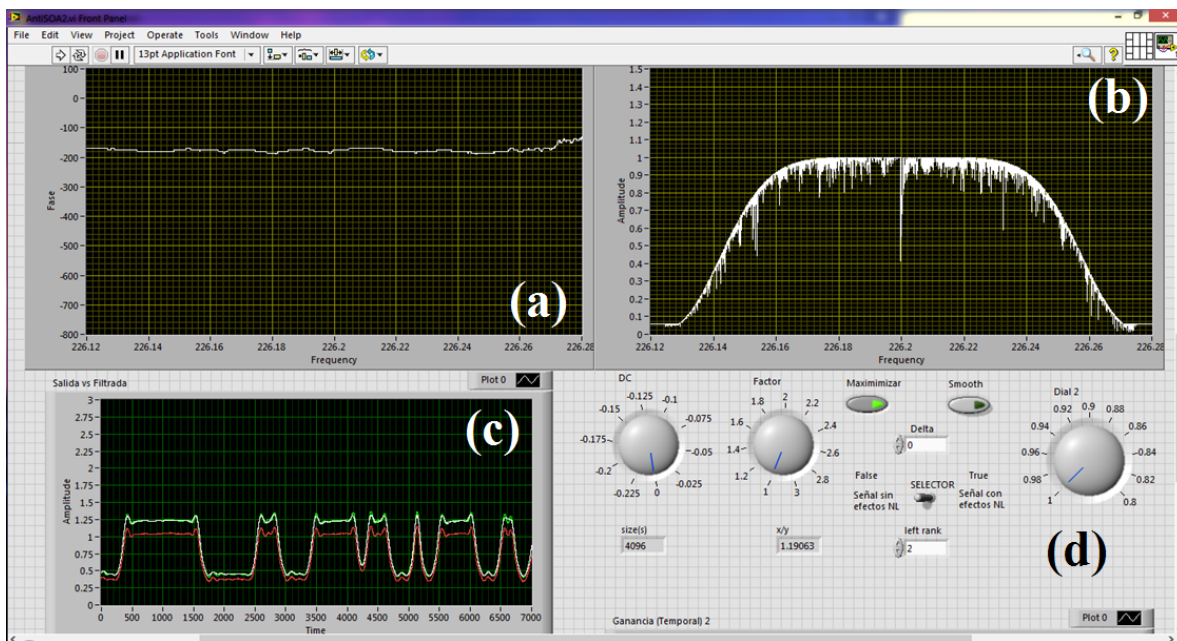 AntiSOA2.vi Front Panel
File Edit View Project Operate Tools Window Help
13pt Application Font
100
0
-100
-200
-300
-400
-500
-600
-700
-800
Fase
226.12 226.14 226.16 226.18 226.2 226.22 226.24 226.26 226.28
Frequency
(a)
1.5
1.4
1.3
1.2
1.1
1
0.9
0.8
0.7
0.6
0.5
0.4
0.3
0.2
0.1
0
Amplitude
226.12 226.14 226.16 226.18 226.2 226.22 226.24 226.26 226.28
Frequency
(b)
Salida vs Filtrada
Plot 0
3
2.75
2.5
2.25
2
1.75
1.5
1.25
1
0.75
0.5
0.25
0
Amplitude
0 500 1000 1500 2000 2500 3000 3500 4000 4500 5000 5500 6000 6500 7000
Time
(c)
DC
-0.225 -0.2 -0.175 -0.15 -0.125 -0.1 -0.075 -0.05 -0.025 0
Factor
1 1.2 1.4 1.6 1.8 2 2.2 2.4 2.6 2.8 3
Maximimizar
Smooth
Delta
0
False
True
Señal sin
efectos NL
SELECTOR
Señal con
efectos NL
size(s)
4096
x/y
1.19063
left rank
2
Dial 2
1 0.98 0.96 0.94 0.92 0.9 0.88 0.86 0.84 0.82 0.8
(d)
Ganancia (Temporal) 2
Plot 0